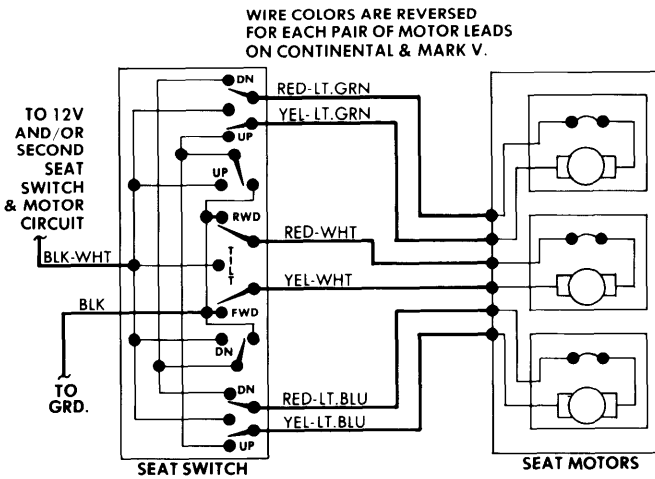 WIRE COLORS ARE REVERSED
FOR EACH PAIR OF MOTOR LEADS
ON CONTINENTAL & MARK V.
TO 12V
AND/OR
SECOND
SEAT
SWITCH
& MOTOR
CIRCUIT
BLK-WHT
BLK
TO
GRD.
DN
UP
UP
RWD
TILT
FWD
DN
DN
UP
RED-LT.GRN
YEL-LT.GRN
RED-WHT
YEL-WHT
RED-LT.BLU
YEL-LT.BLU
SEAT SWITCH
SEAT MOTORS